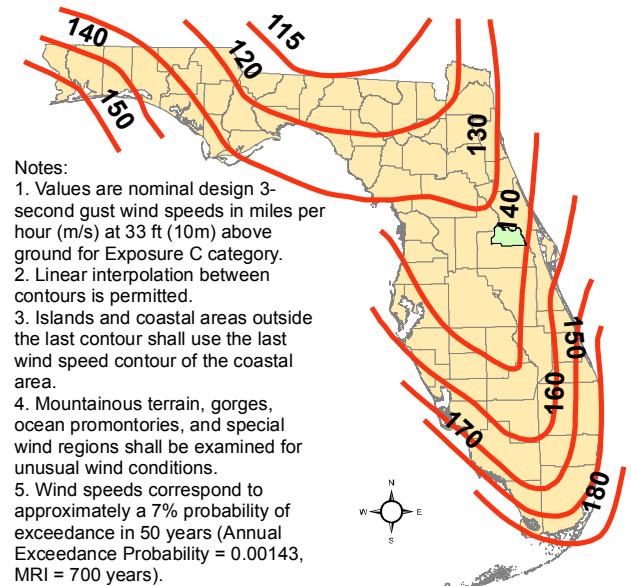 140
150
120
115
130
140
150
160
170
180
Notes:
1. Values are nominal design 3-
second gust wind speeds in miles per
hour (m/s) at 33 ft (10m) above
ground for Exposure C category.
2. Linear interpolation between
contours is permitted.
3. Islands and coastal areas outside
the last contour shall use the last
wind speed contour of the coastal
area.
4. Mountainous terrain, gorges,
ocean promontories, and special
wind regions shall be examined for
unusual wind conditions.
5. Wind speeds correspond to
approximately a 7% probability of
exceedance in 50 years (Annual
Exceedance Probability = 0.00143,
MRI = 700 years).
N
W E
S